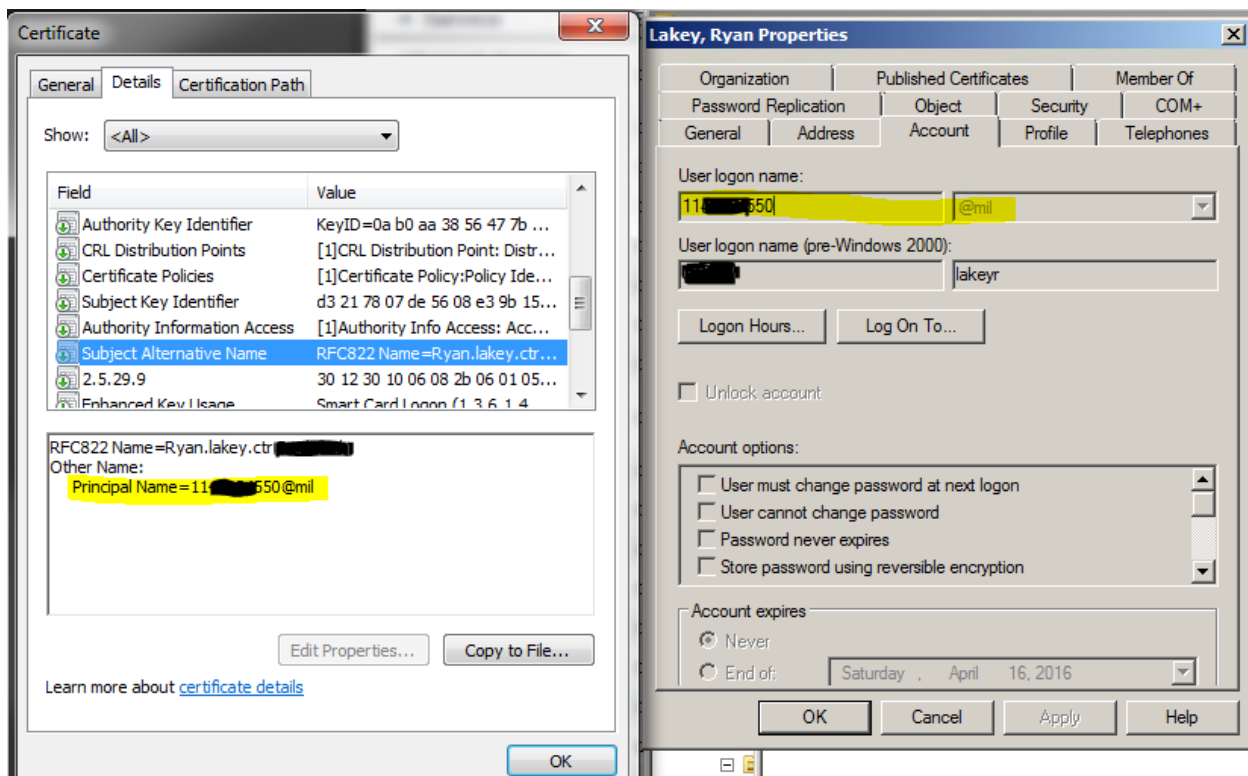 Certificate
General Details Certification Path
Show: <All>
Field Value
Authority Key Identifier KeyID=0a b0 aa 38 56 47 7b ...
CRL Distribution Points [1]CRL Distribution Point: Distr...
Certificate Policies [1]Certificate Policy:Policy Ide...
Subject Key Identifier d3 21 78 07 de 56 08 e3 9b 15...
Authority Information Access [1]Authority Info Access: Acc...
Subject Alternative Name RFC822 Name=Ryan.lakey.ctr...
2.5.29.9 30 12 30 10 06 08 2b 06 01 05...
Enhanced Key Usage Smart Card Logon (1.3.6.1.4
RFC822 Name=Ryan.lakey.ctr
Other Name:
Principal Name=11 550@mil
Edit Properties... Copy to File...
Learn more about certificate details
OK
Lakey, Ryan Properties
Organization Published Certificates Member Of
Password Replication Object Security COM+
General Address Account Profile Telephones
User logon name:
11 550 @mil
User logon name (pre-Windows 2000):
lakeyr
Logon Hours... Log On To...
Unlock account
Account options:
User must change password at next logon
User cannot change password
Password never expires
Store password using reversible encryption
Account expires
Never
End of: Saturday , April 16, 2016
OK Cancel Apply Help